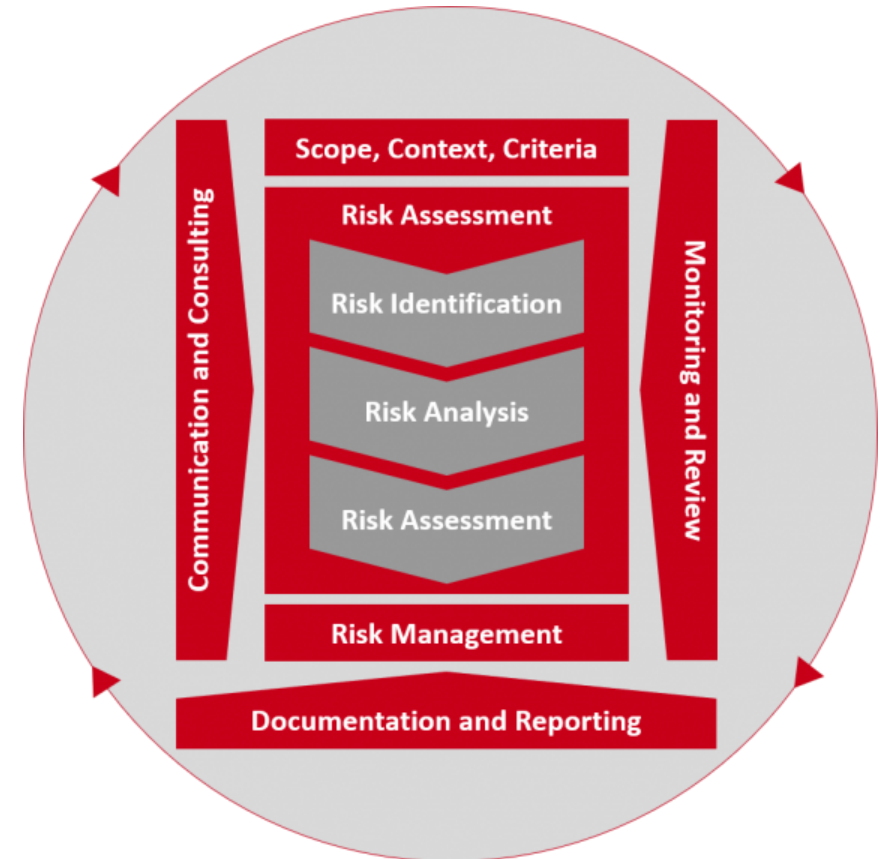 Scope, Context, Criteria
Communication and Consulting
Risk Assessment
Risk Identification
Risk Analysis
Risk Assessment
Monitoring and Review
Risk Management
Documentation and Reporting